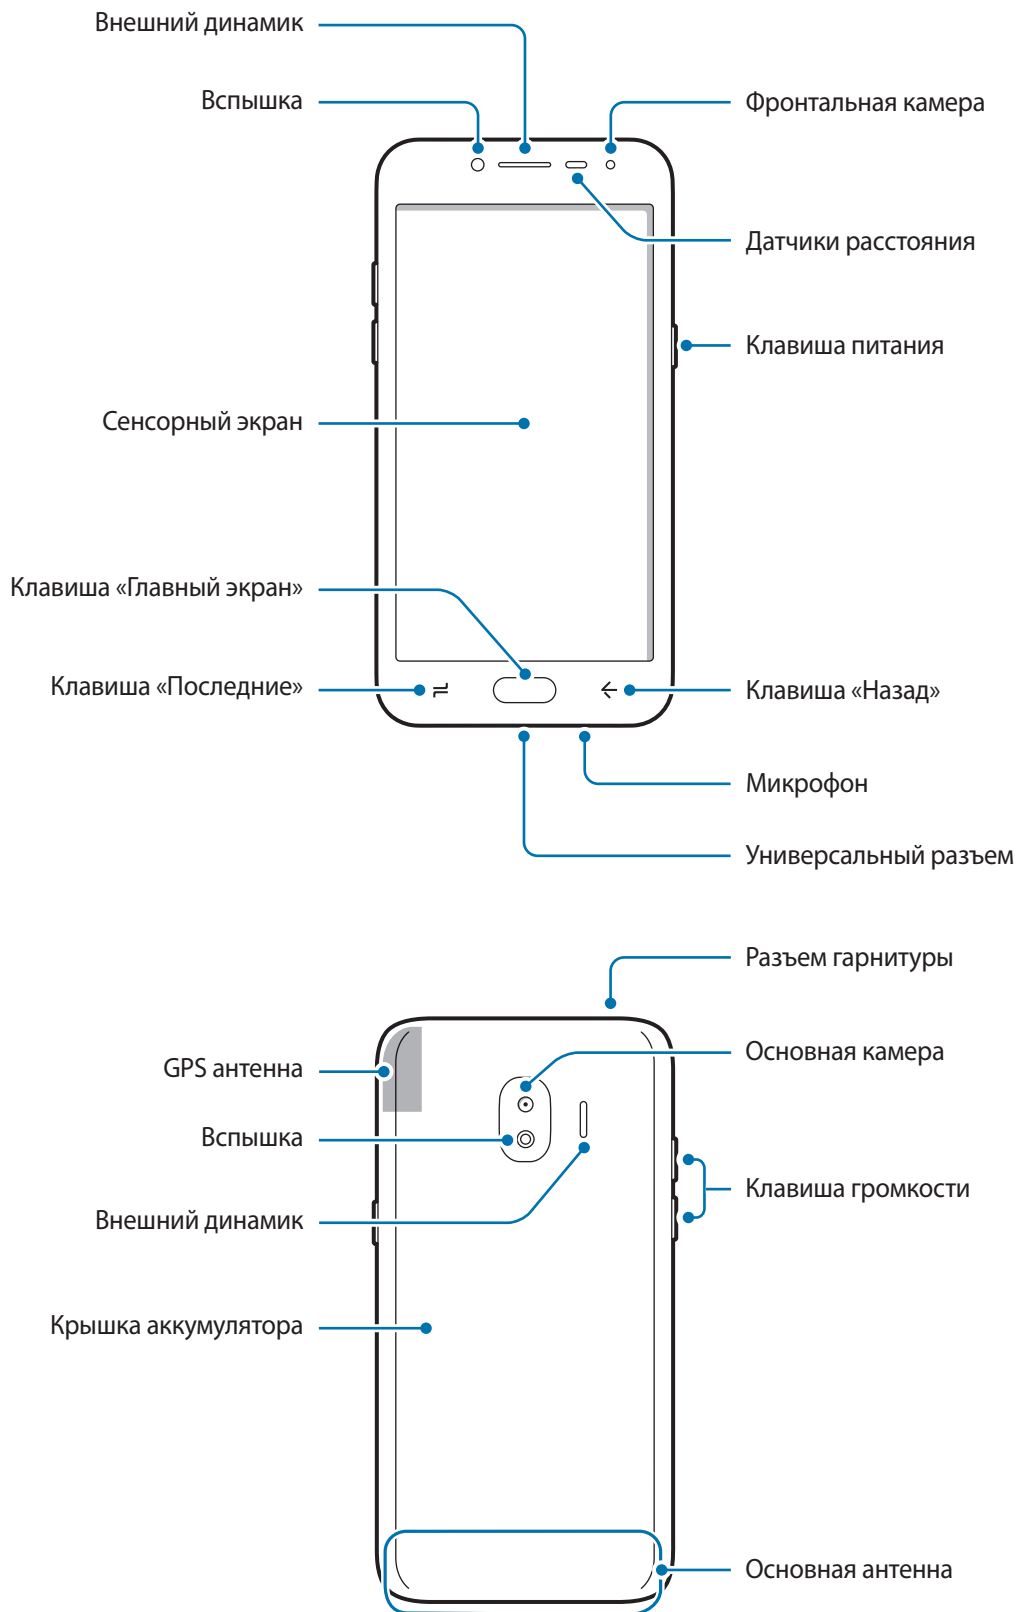 Внешний динамик
Вспышка
Фронтальная камера
Датчики расстояния
Клавиша питания
Сенсорный экран
Клавиша «Главный экран»
Клавиша «Последние»
Клавиша «Назад»
Микрофон
Универсальный разъем
Разъем гарнитуры
Основная камера
GPS антенна
Вспышка
Клавиша громкости
Внешний динамик
Крышка аккумулятора
Основная антенна